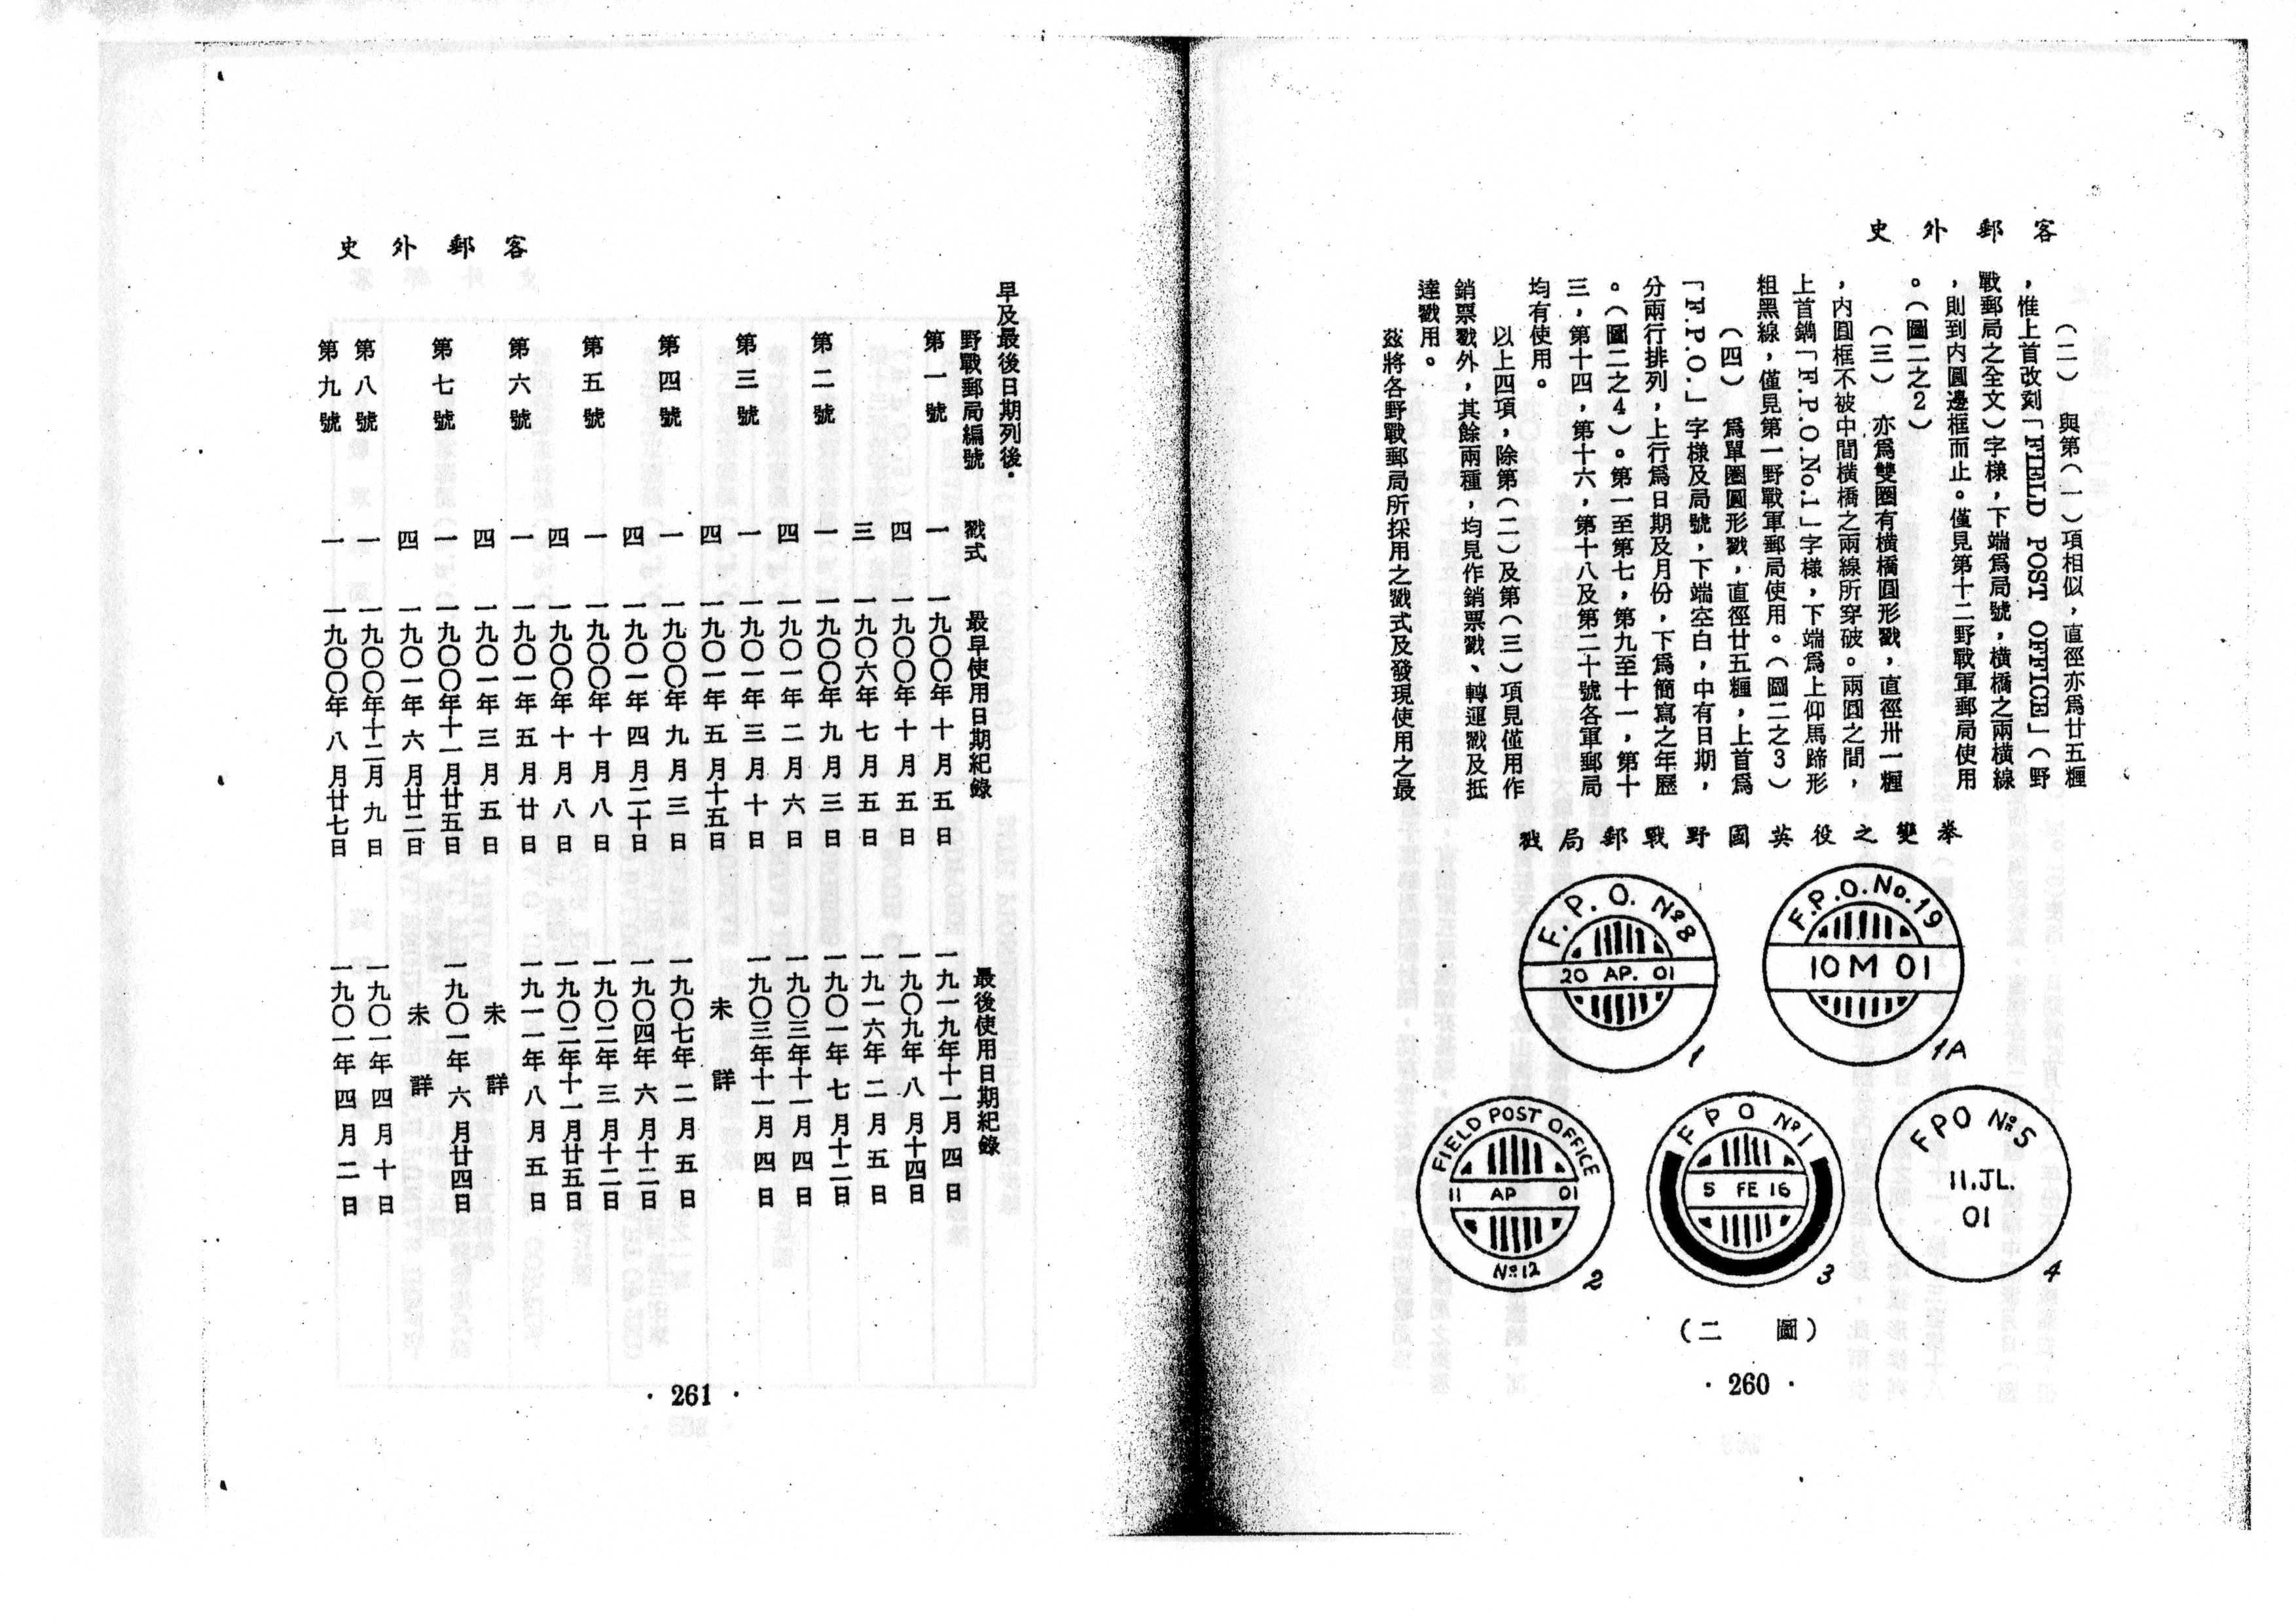 客郵外史
（二）　與第（一）項相似，直徑亦爲廿五糎
，惟上首改刻「FIELD POST OFFICE」（野
戰郵局之全文）字樣，下端爲局號，橫橋之兩橫線
，則到内圓邊框而止。僅見第十二野戰軍郵局使用
。（圖二之2）
（三）　亦爲雙圈有橫橋圓形戳，直徑卅一糎
，内圓框不被中間橫橋之兩線所穿破。兩圓之間，
上首鐫「F.P.O.No.1」字樣，下端爲上仰馬蹄形
粗黑線，僅見第一野戰軍郵局使用。（圖二之3）
（四）　爲單圈圓形戳，直徑廿五糎，上首爲
「F.P.O.」字樣及局號，下端空白，中有日期，
分兩行排列，上行爲日期及月份，下爲簡寫之年歷
。（圖二之4）。第一至第七，第九至十一，第十
三，第十四，第十六，第十八及第二十號各軍郵局
均有使用。
以上四項，除第（二）及第（三）項見僅用作
銷票戳外，其餘兩種，均見作銷票戳、轉運戳及抵
達戳用。
茲將各野戰郵局所採用之戳式及發現使用之最
拳變之役英國野戰郵局戳
F.P.O.No.19
10 M 01
1A
F.P.O. No 8
20 AP. 01
1
FPO No 5
11.JL.
01
4
F P O No 1
5 FE 16
3
FIELD POST OFFICE
11 AP 01
No 12
2
（圖二）
· 260 ·
客郵外史
早及最後日期列後．
野戰郵局編號　戳式　最早使用日期紀錄　最後使用日期紀錄
第一號　一　一九〇〇年十月五日　一九一九年十一月四日
四　一九〇〇年十月五日　一九〇九年八月十四日
三　一九〇六年七月五日　一九一六年二月五日
第二號　一　一九〇〇年九月三日　一九〇一年七月十二日
四　一九〇一年二月六日　一九〇三年十一月四日
第三號　一　一九〇一年三月十日　一九〇三年十一月四日
四　一九〇一年五月十五日　未詳
第四號　一　一九〇〇年九月三日　一九〇七年二月五日
四　一九〇一年四月二十日　一九〇四年六月十二日
第五號　一　一九〇〇年十月八日　一九〇二年三月十二日
四　一九〇〇年十月八日　一九〇二年十一月廿五日
第六號　一　一九〇一年五月廿日　一九一一年八月五日
四　一九〇一年三月五日　未詳
第七號　一　一九〇〇年十一月廿五日　一九〇一年六月廿四日
四　一九〇一年六月廿二日　未詳
第八號　一　一九〇〇年十二月九日　一九〇一年四月十日
第九號　一　一九〇〇年八月廿七日　一九〇一年四月二日
· 261 ·